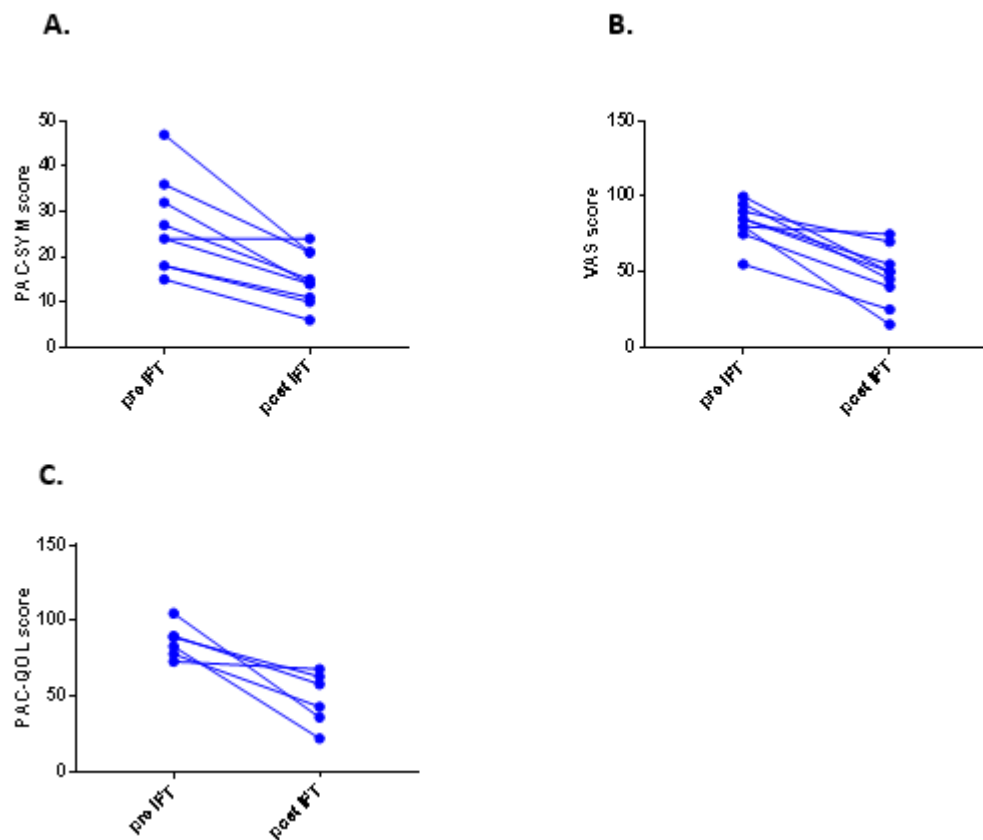 A.
PAC-SYM score
50
40
30
20
10
0
pre IFT
post IFT
B.
VAS score
150
100
50
0
pre IFT
post IFT
C.
PAC-QOL score
150
100
50
0
pre IFT
post IFT